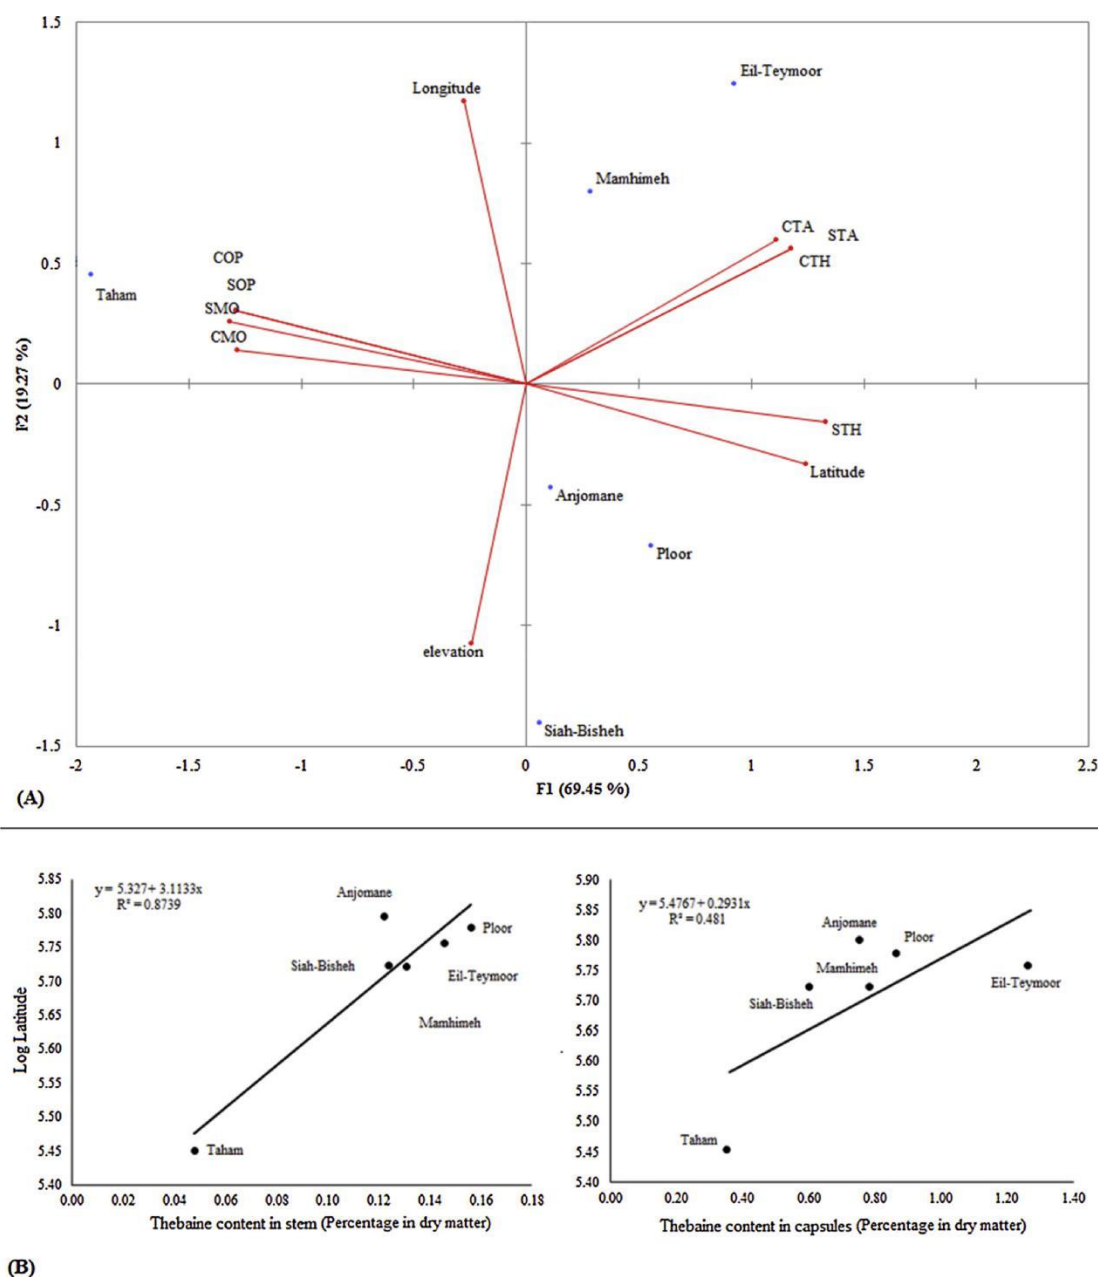 1.5
Eil-Teymoor
Longitude
1
Mamhimeh
CTA
STA
COP
0.5
CTH
SOP
Taham
SMO
CMO
0
F2 (19.27 %)
STH
Latitude
Anjomane
-0.5
Ploor
-1
elevation
Siah-Bisheh
-1.5
-2 -1.5 -1 -0.5 0 0.5 1 1.5 2 2.5
F1 (69.45 %)
(A)
5.85
y = 5.327 + 3.1133x
R² = 0.8739
Anjomane
5.80
Ploor
5.75
Siah-Bisheh
Eil-Teymoor
5.70
Mamhimeh
5.65
Log Latitude
5.60
5.55
5.50
5.45
Taham
5.40
0.00 0.02 0.04 0.06 0.08 0.10 0.12 0.14 0.16 0.18
Thebaine content in stem (Percentage in dry matter)
5.90
y = 5.4767 + 0.2931x
R² = 0.481
5.85
Anjomane
5.80
Ploor
Mamhimeh
5.75
Eil-Teymoor
Siah-Bisheh
5.70
5.65
5.60
5.55
5.50
Taham
5.45
5.40
0.00 0.20 0.40 0.60 0.80 1.00 1.20 1.40
Thebaine content in capsules (Percentage in dry matter)
(B)